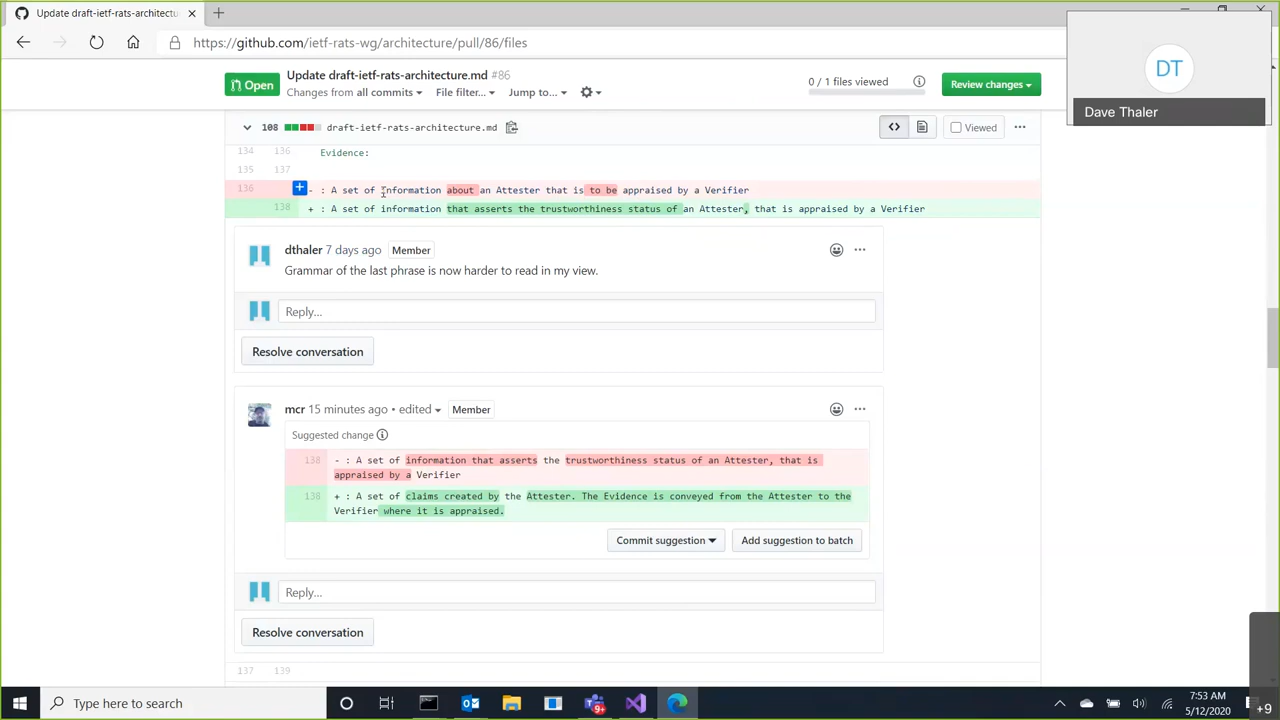 Update draft-ietf-rats-architectu
https://github.com/ietf-rats-wg/architecture/pull/86/files
DT
Dave Thaler
Open
Update draft-ietf-rats-architecture.md #86
Changes from all commits
File filter...
Jump to...
0 / 1 files viewed
Review changes
108
draft-ietf-rats-architecture.md
Viewed
134 136 Evidence:
135 137
136 - : A set of information about an Attester that is to be appraised by a Verifier
138 + : A set of information that asserts the trustworthiness status of an Attester, that is appraised by a Verifier
dthaler 7 days ago Member
Grammar of the last phrase is now harder to read in my view.
Reply...
Resolve conversation
mcr 15 minutes ago • edited Member
Suggested change
138 - : A set of information that asserts the trustworthiness status of an Attester, that is
appraised by a Verifier
138 + : A set of claims created by the Attester. The Evidence is conveyed from the Attester to the
Verifier where it is appraised.
Commit suggestion
Add suggestion to batch
Reply...
Resolve conversation
137 139
Type here to search
9+
7:53 AM
5/12/2020
+9